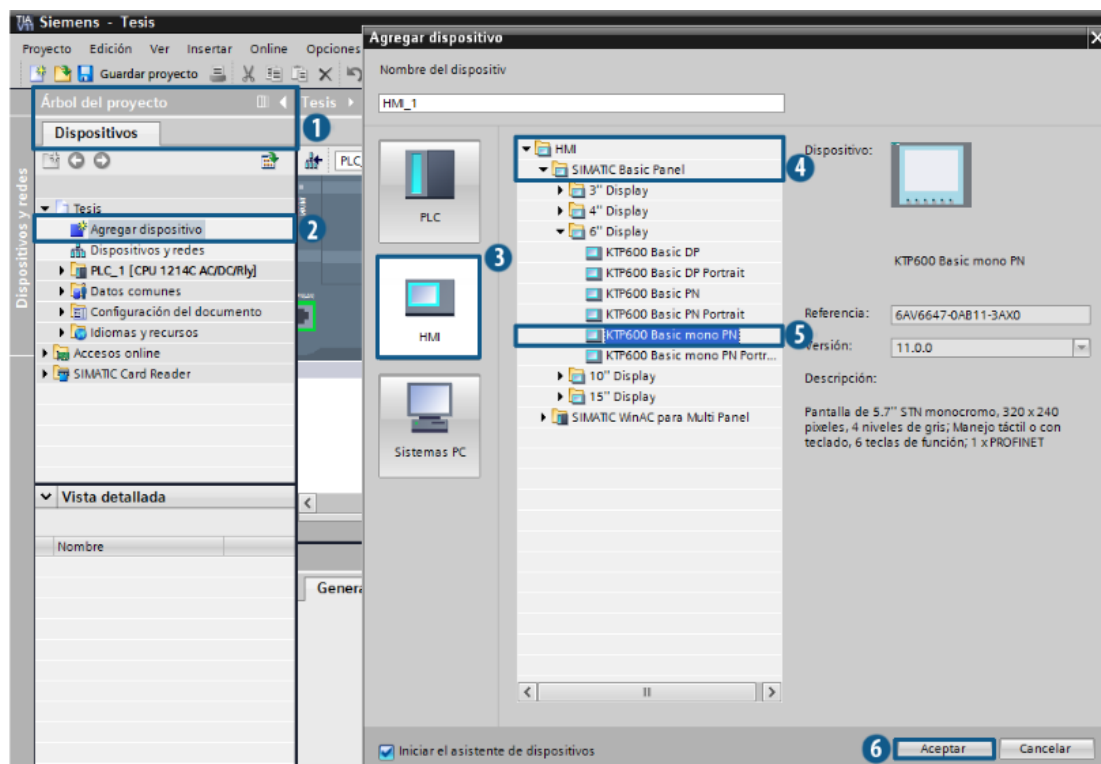 Siemens - Tesis
Proyecto Edición Ver Insertar Online Opciones
Guardar proyecto
Árbol del proyecto
Tesis
Dispositivos
1
PLC
Dispositivos y redes
Tesis
Agregar dispositivo
2
Dispositivos y redes
PLC_1 [CPU 1214C AC/DC/Rly]
Datos comunes
Configuración del documento
Idiomas y recursos
Accesos online
SIMATIC Card Reader
Vista detallada
Nombre
Genera
Agregar dispositivo
Nombre del dispositiv
HMI_1
PLC
3
HMI
Sistemas PC
HMI
SIMATIC Basic Panel
4
3'' Display
4'' Display
6'' Display
KTP600 Basic DP
KTP600 Basic DP Portrait
KTP600 Basic PN
KTP600 Basic PN Portrait
KTP600 Basic mono PN
5
KTP600 Basic mono PN Portr...
10'' Display
15'' Display
SIMATIC WinAC para Multi Panel
Dispositivo:
KTP600 Basic mono PN
Referencia: 6AV6647-0AB11-3AX0
Versión: 11.0.0
Descripción:
Pantalla de 5.7'' STN monocromo, 320 x 240
pixeles, 4 niveles de gris; Manejo táctil o con
teclado, 6 teclas de función; 1 x PROFINET
Iniciar el asistente de dispositivos
6
Aceptar
Cancelar